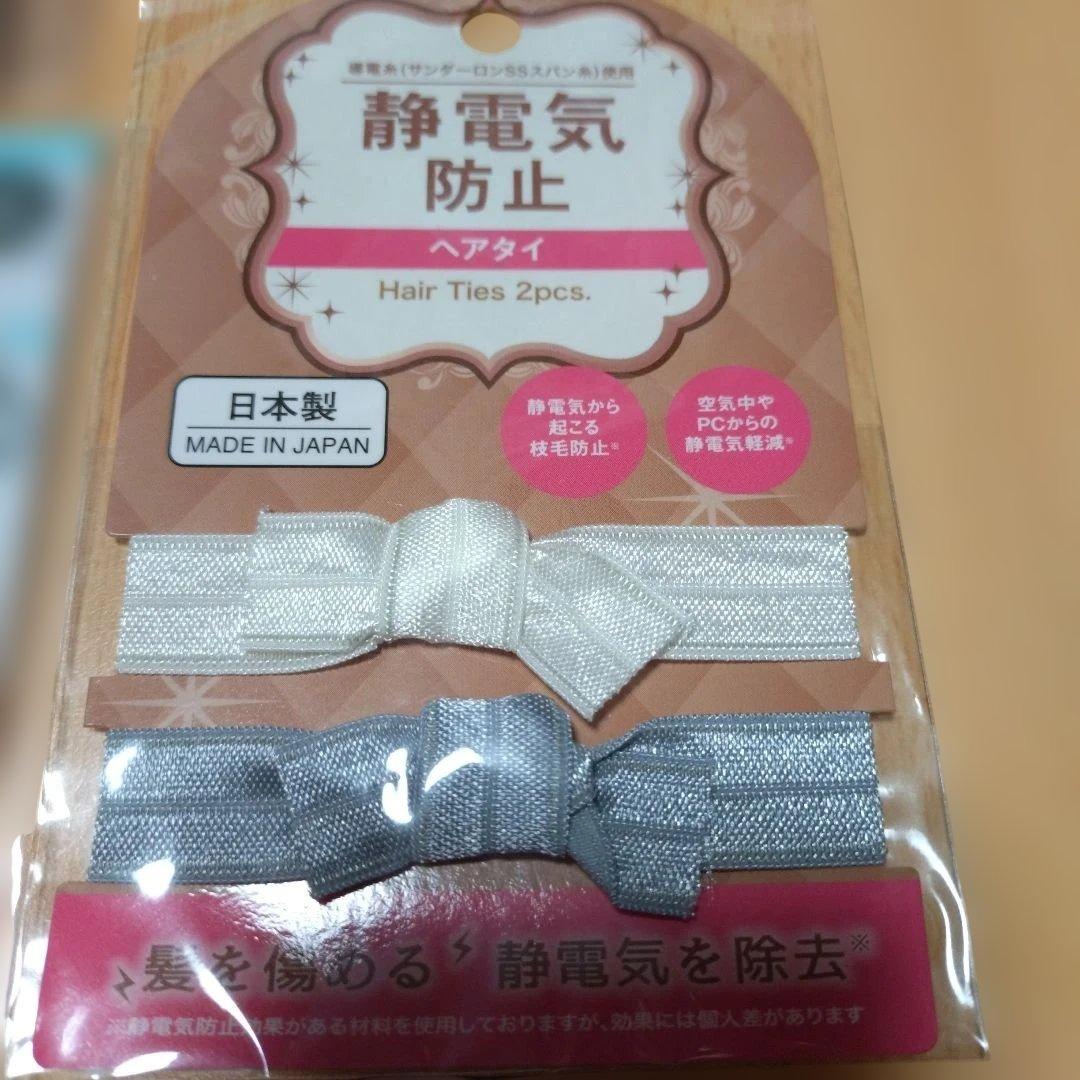 導電糸(サンダーロンSSスパン糸)使用
静電気
防止
ヘアタイ
Hair Ties 2pcs.
日本製
MADE IN JAPAN
静電気から
起こる
枝毛防止※
空気中や
PCからの
静電気軽減※
髪を傷める 静電気を除去※
※静電気防止効果がある材料を使用しておりますが、効果には個人差があります